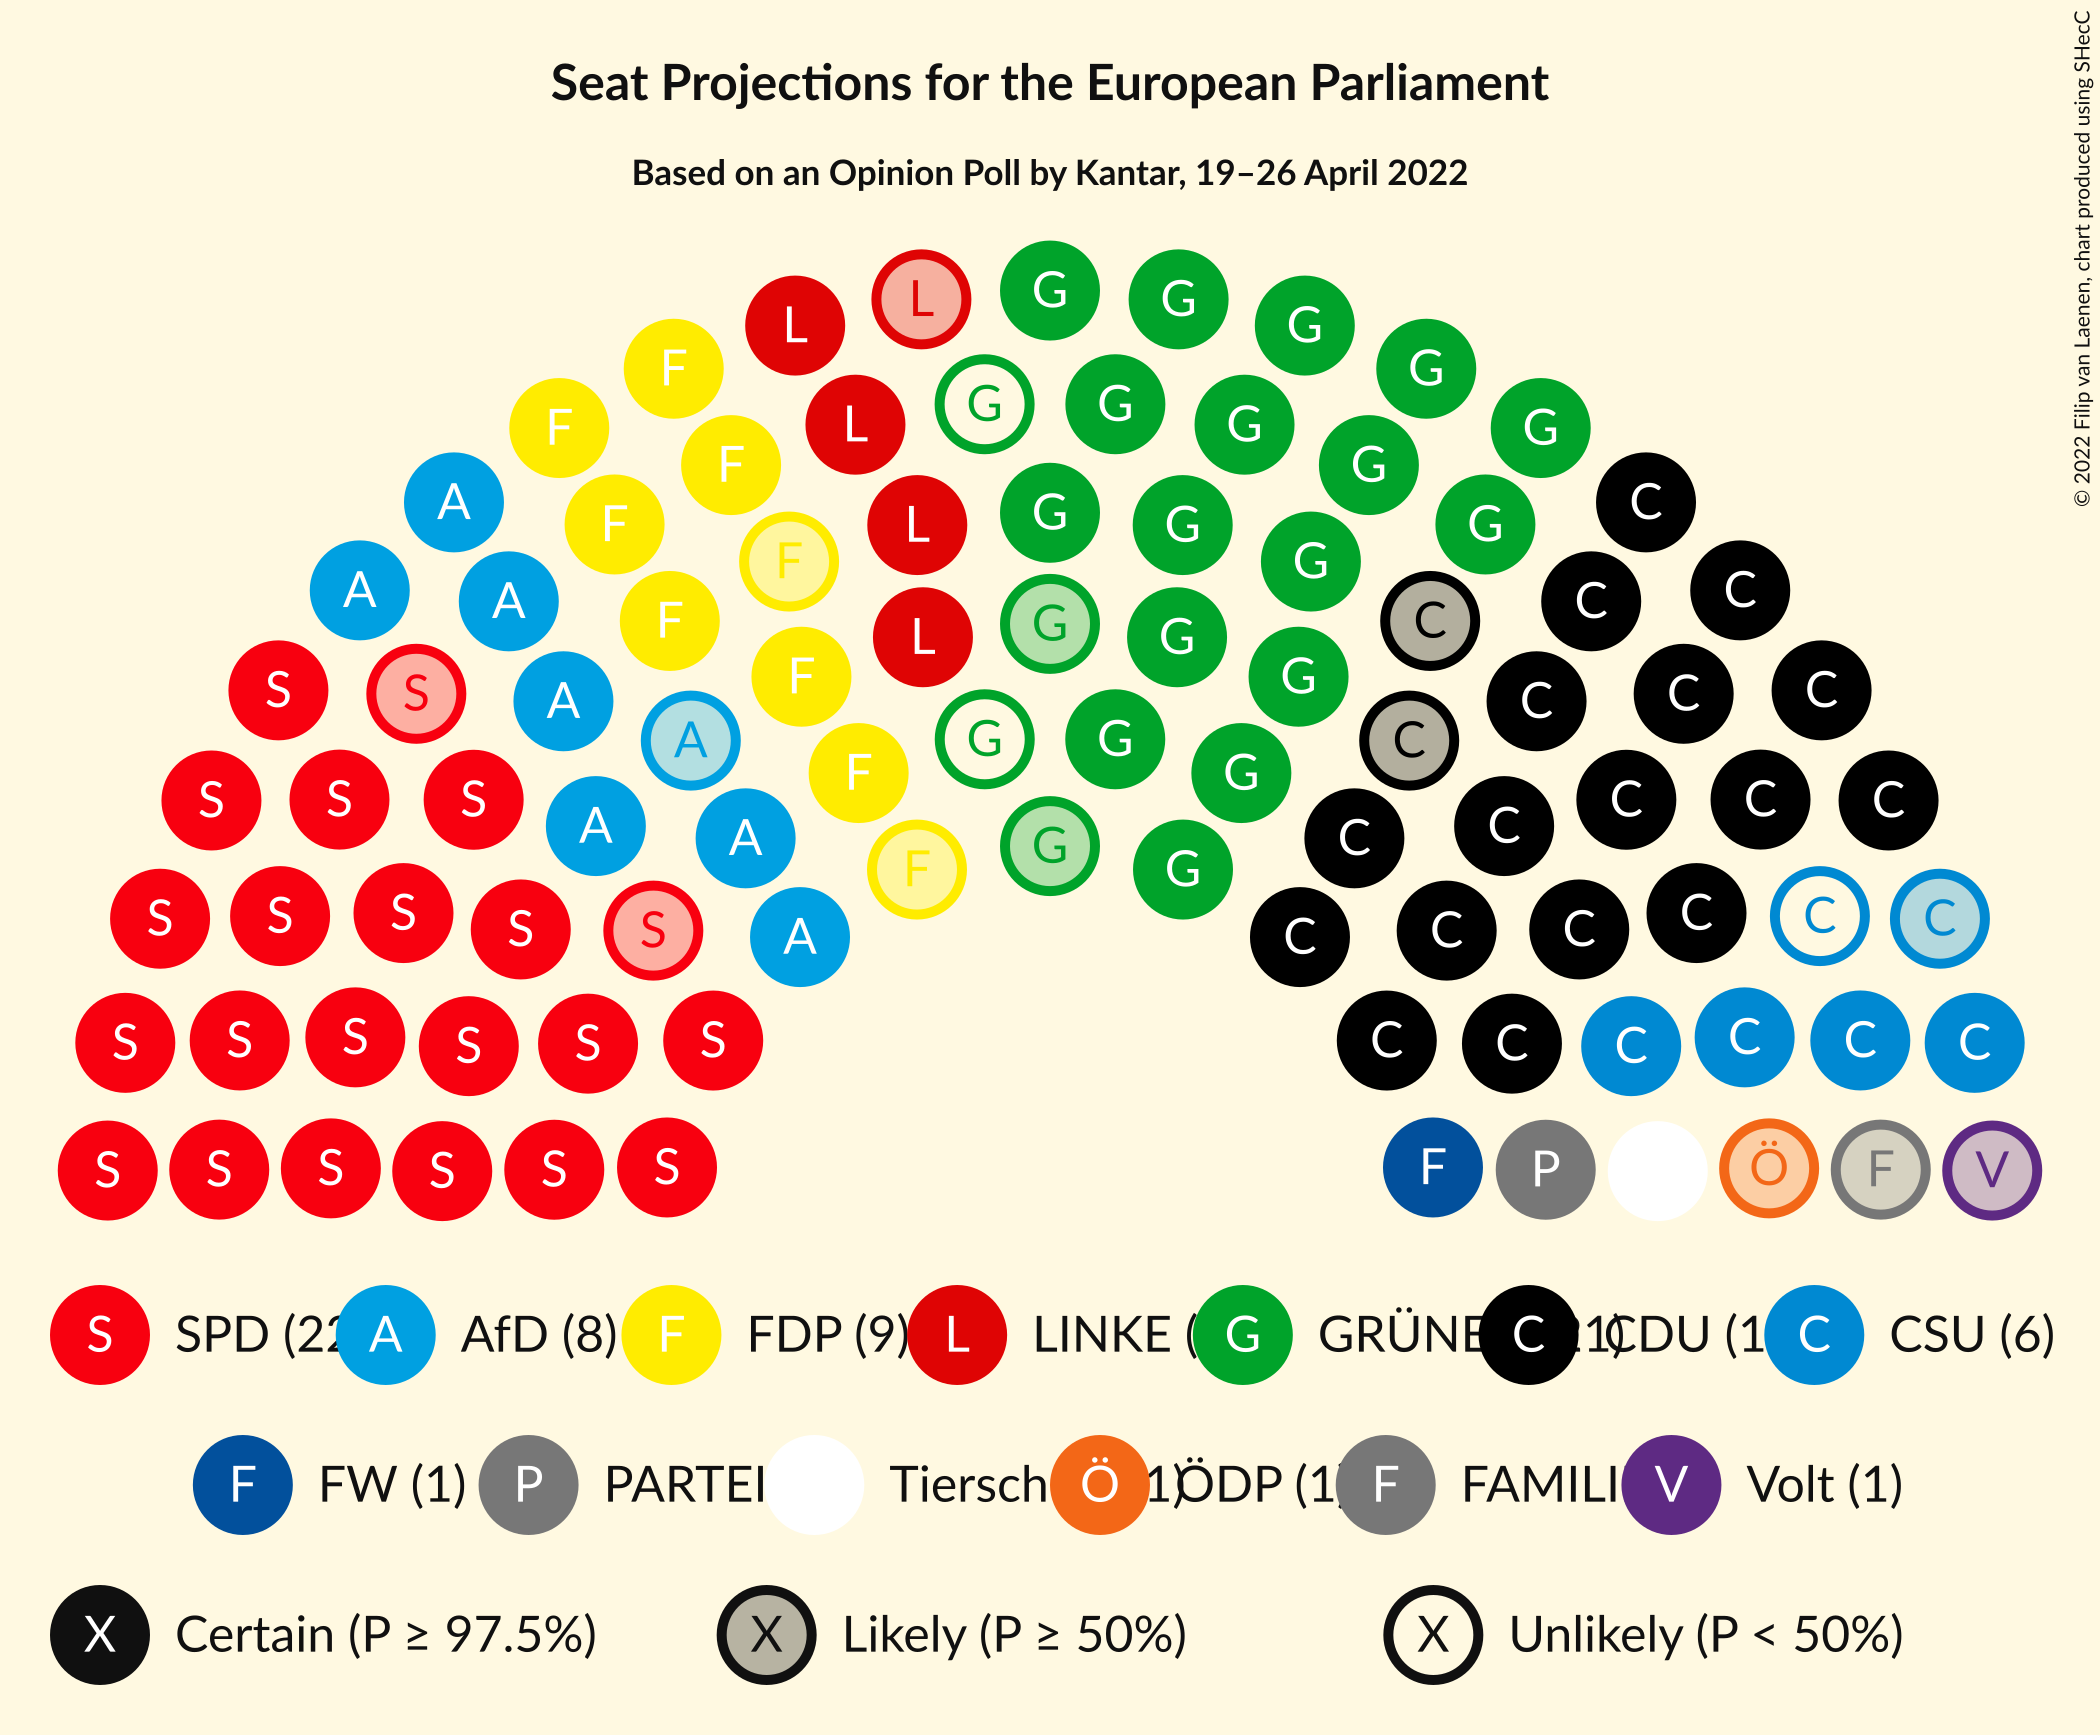 Seat Projections for the European Parliament
Based on an Opinion Poll by Kantar, 19–26 April 2022
© 2022 Filip van Laenen, chart produced using SHecC
L G G G
L G
F G
F L G G G G
F G
A F L G G G C
A A F F G C C C
S S A F L G G G C C C
A A F G G G C C C
S S S A A F G C C C C C
S S S S S A F G G C C C C C C
S S S S S S C C C C C C
S S S S S S F P Ö F V
S SPD (22 A AfD (8) F FDP (9) L LINKE ( G GRÜNE C 21) CDU (1 C CSU (6)
F FW (1) P PARTEI Tiersch Ö 1) ÖDP (1 F FAMILI V Volt (1)
X Certain (P ≥ 97.5%) X Likely (P ≥ 50%) X Unlikely (P < 50%)